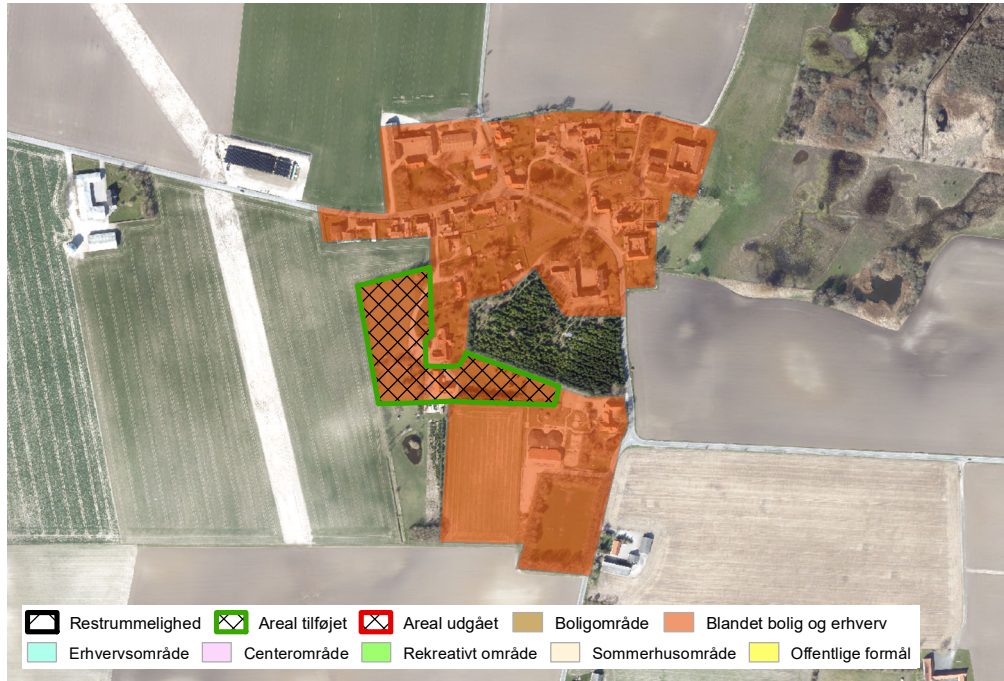 Restrummelighed Areal tilføjet Areal udgået Boligområde Blandet bolig og erhverv
Erhvervsområde Centerområde Rekreativt område Sommerhusområde Offentlige formål